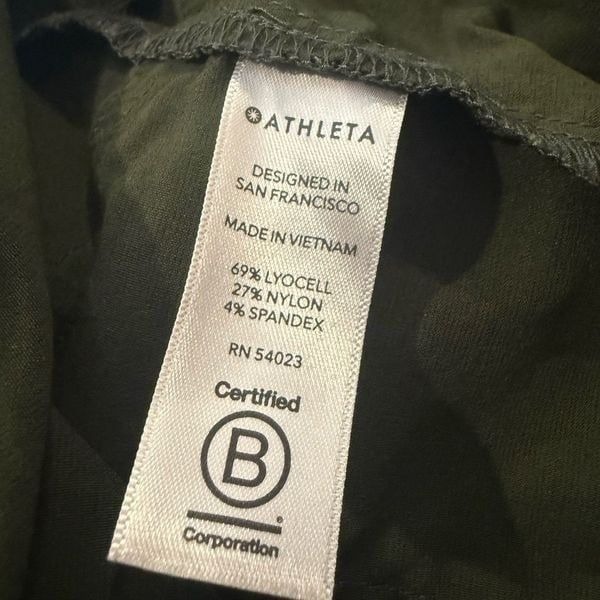 ATHLETA
DESIGNED IN
SAN FRANCISCO
MADE IN VIETNAM
69% LYOCELL
27% NYLON
4% SPANDEX
RN 54023
Certified
B
®
Corporation